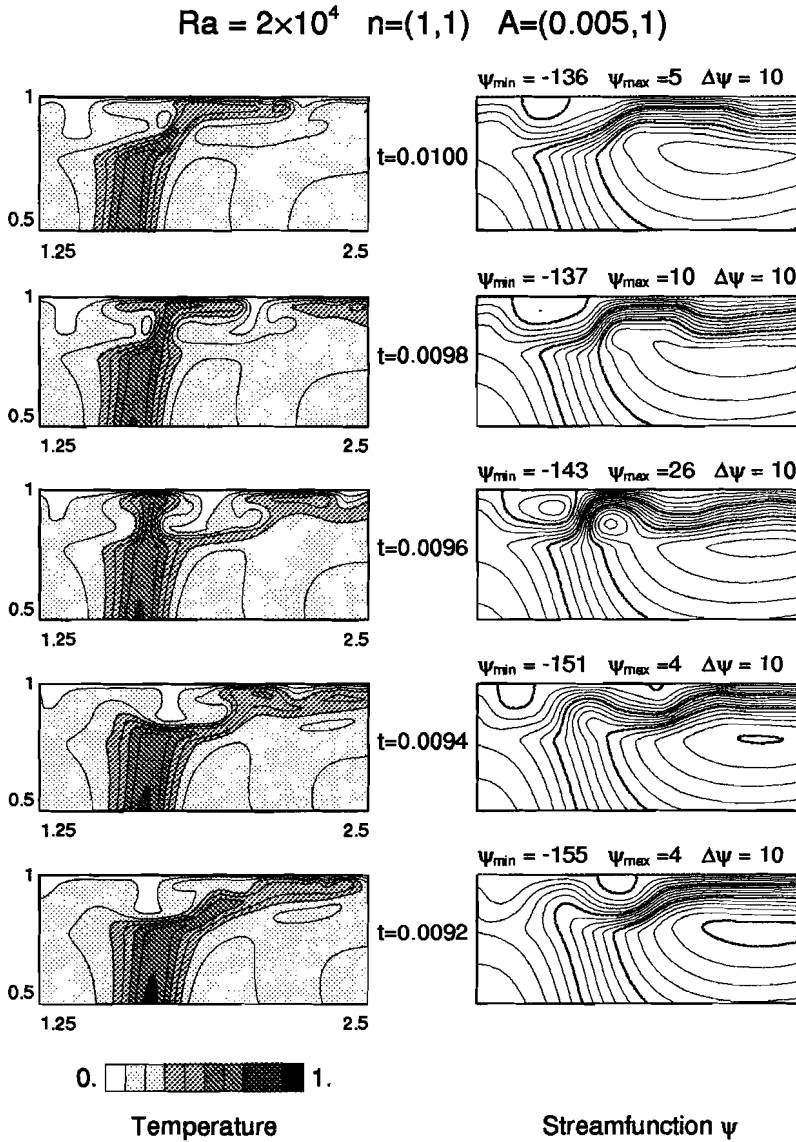 Ra = 2×10⁴ n=(1,1) A=(0.005,1)
ψmin = -136 ψmax =5 Δψ = 10
1
t=0.0100
0.5
1.25 2.5
ψmin = -137 ψmax =10 Δψ = 10
1
t=0.0098
0.5
1.25 2.5
ψmin = -143 ψmax =26 Δψ = 10
1
t=0.0096
0.5
1.25 2.5
ψmin = -151 ψmax =4 Δψ = 10
1
t=0.0094
0.5
1.25 2.5
ψmin = -155 ψmax =4 Δψ = 10
1
t=0.0092
0.5
1.25 2.5
0. 1.
Temperature Streamfunction ψ